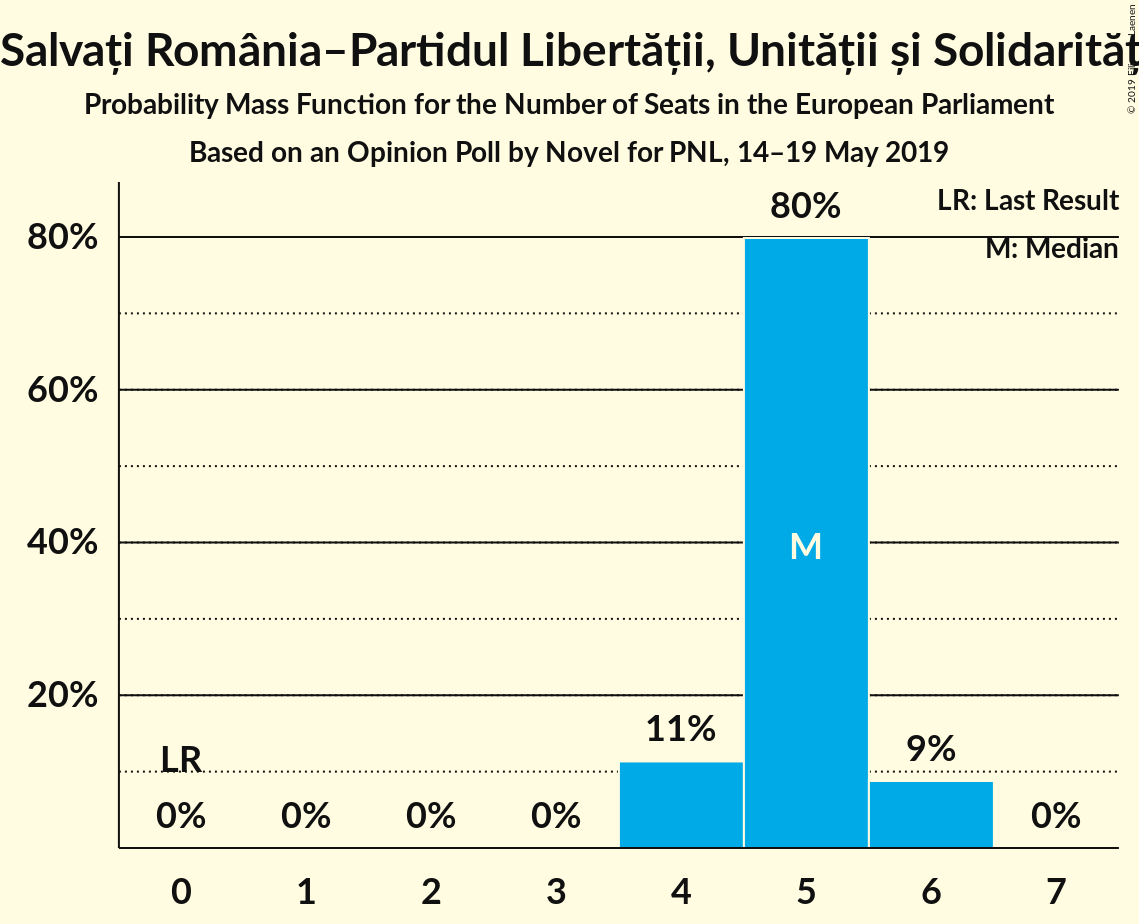 Salvați România–Partidul Libertății, Unității și Solidarităț
Probability Mass Function for the Number of Seats in the European Parliament
Based on an Opinion Poll by Novel for PNL, 14–19 May 2019
© 2019 Laenen
LR: Last Result
M: Median
80%
80%
60%
40%
20%
M
11%
9%
LR
0%
0%
0%
0%
0%
0
1
2
3
4
5
6
7